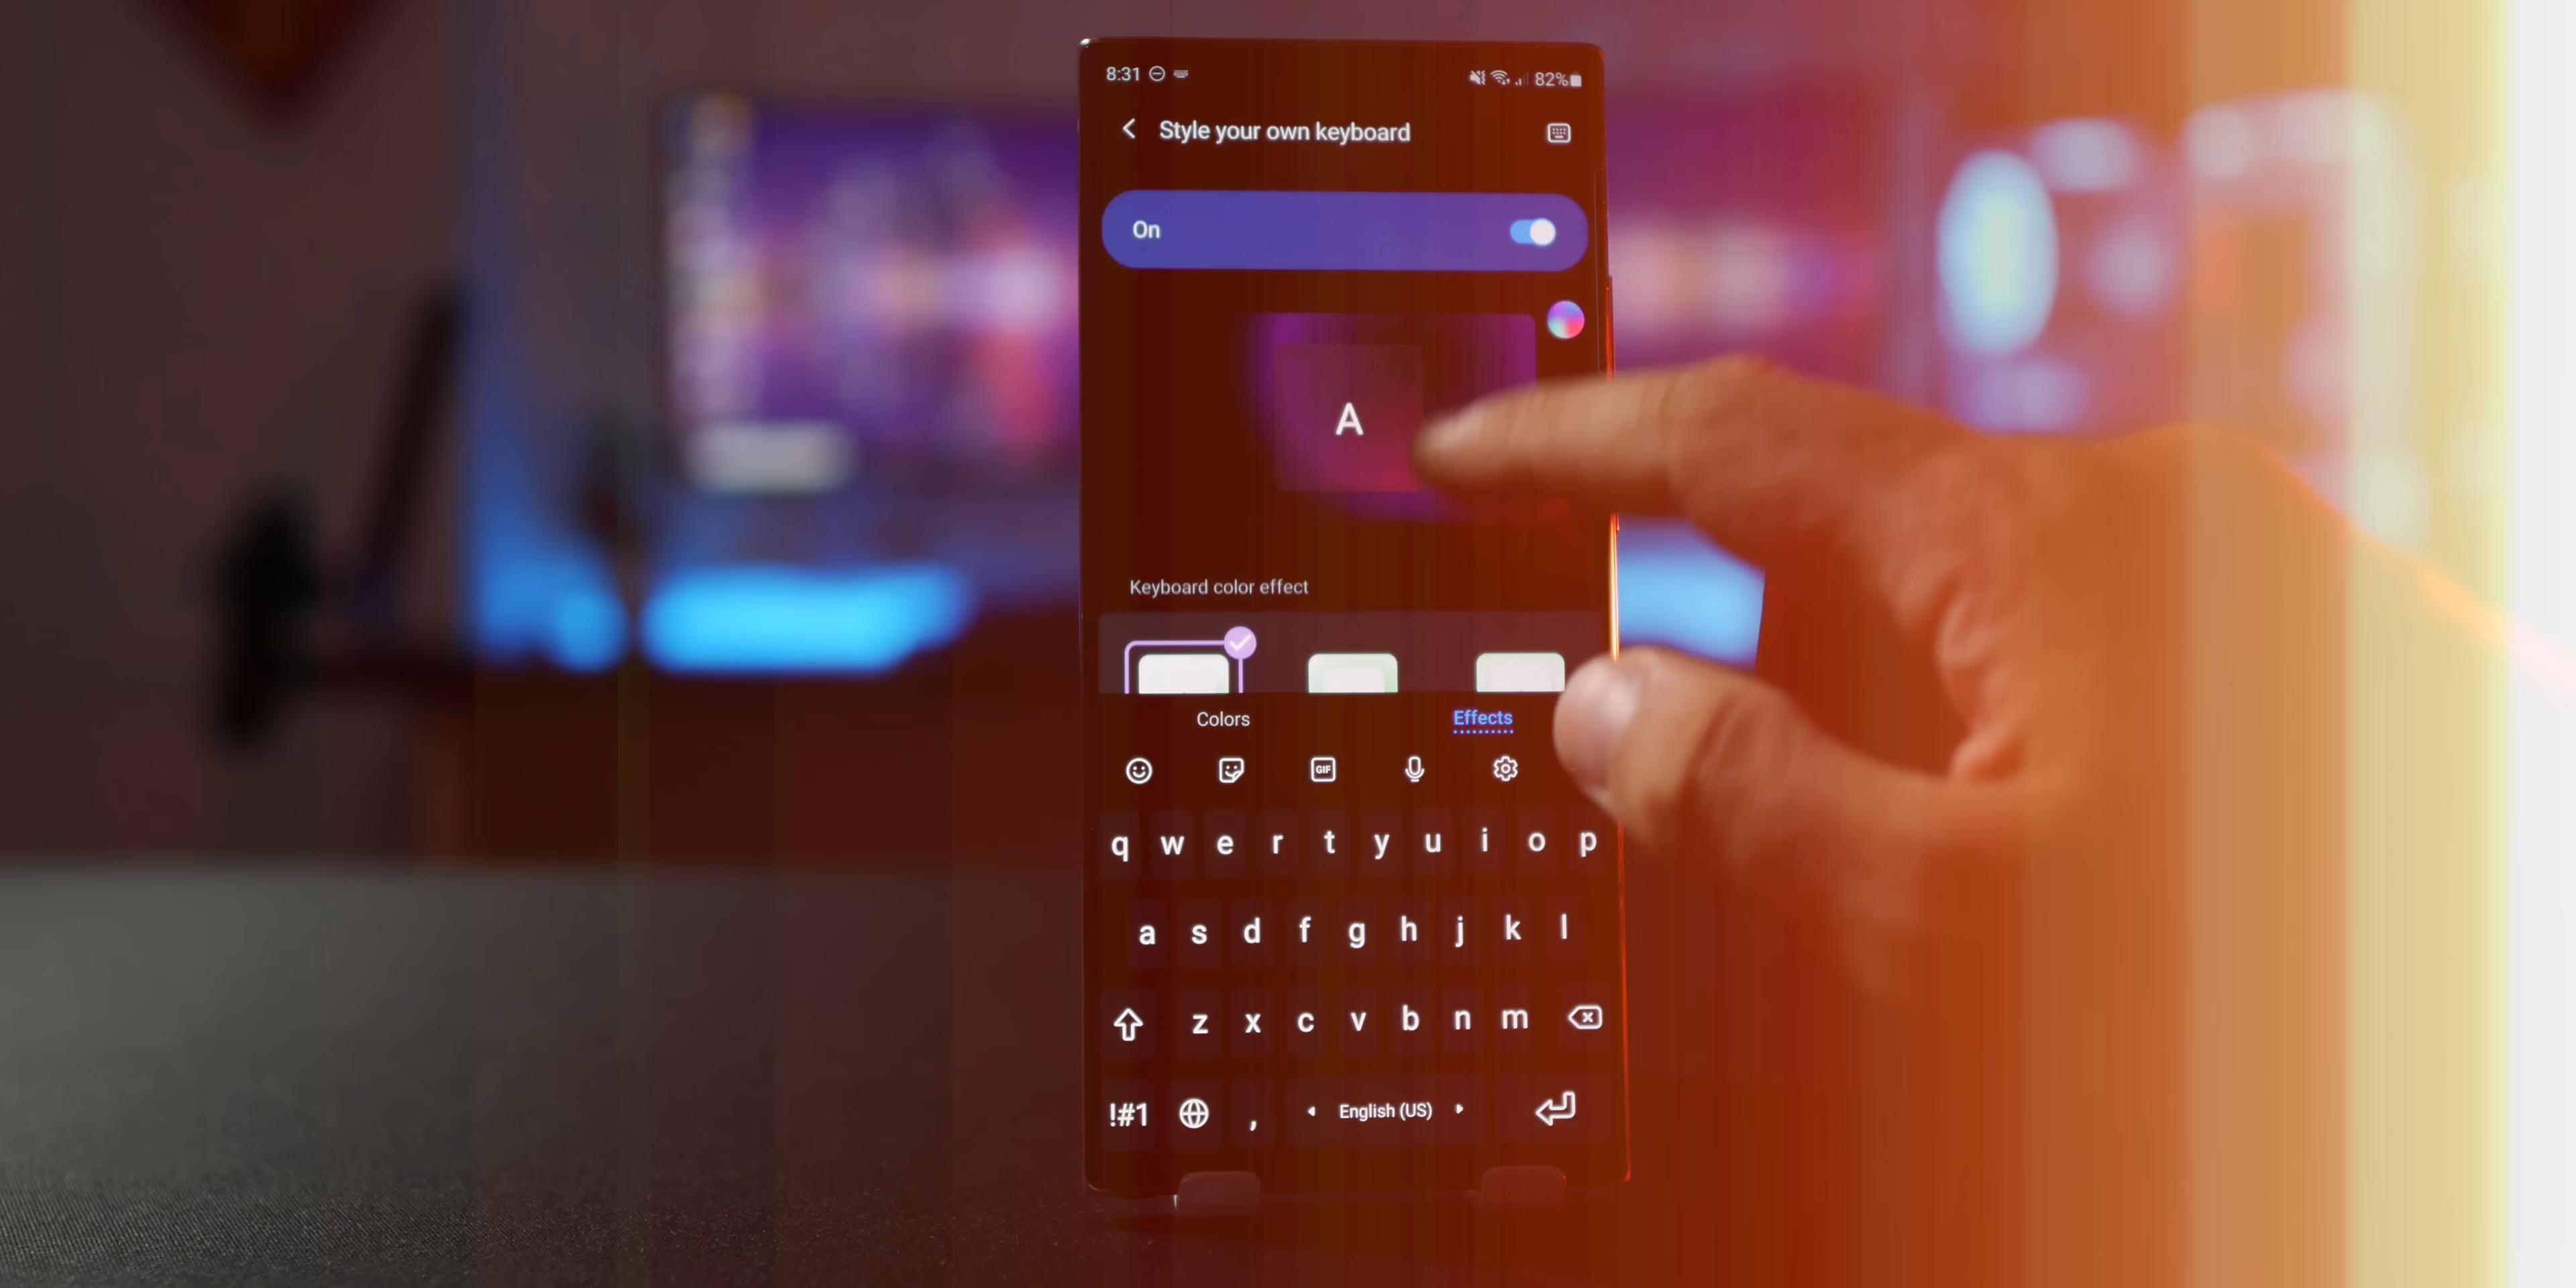 8:31 82%
Style your own keyboard
On
A
Keyboard color effect
Colors Effects
GIF
q w e r t y u i o p
a s d f g h j k l
z x c v b n m
!#1 , English (US)